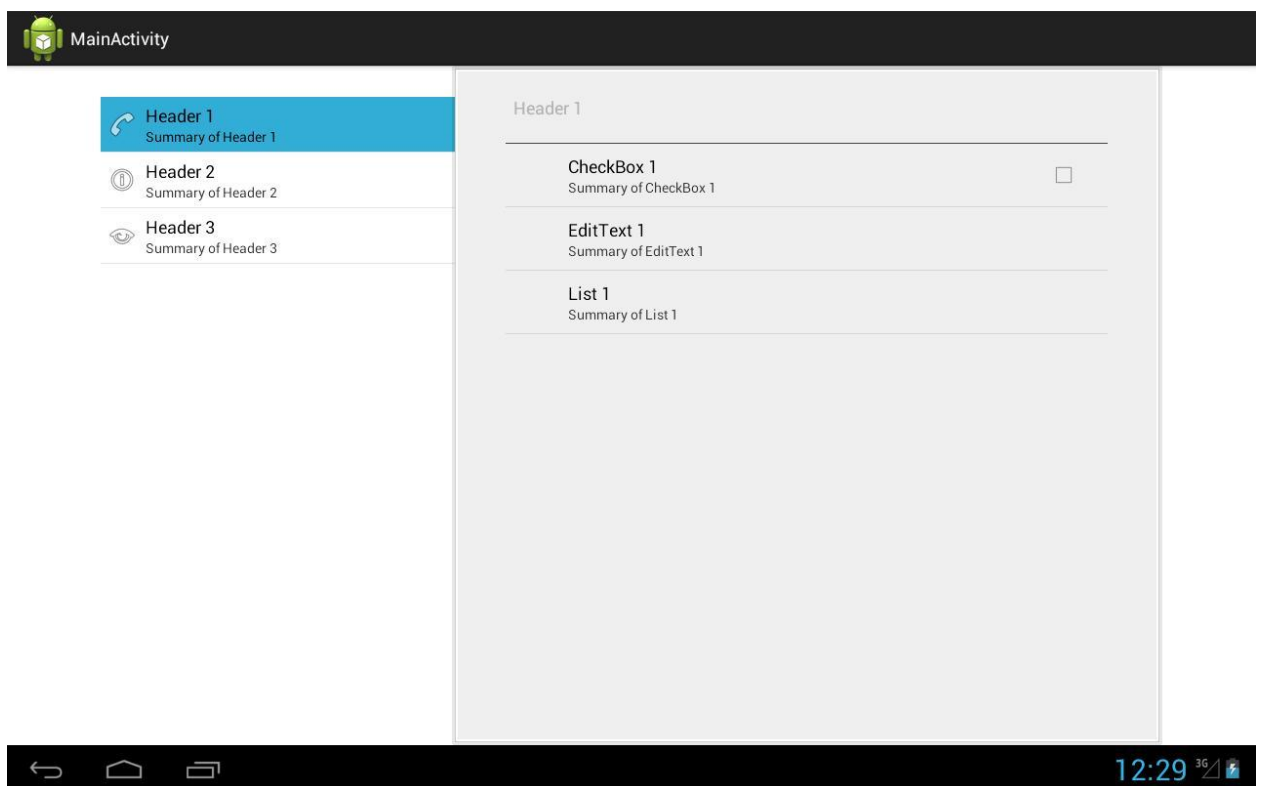 MainActivity
Header 1
Summary of Header 1
Header 2
Summary of Header 2
Header 3
Summary of Header 3
Header 1
CheckBox 1
Summary of CheckBox 1
EditText 1
Summary of EditText 1
List 1
Summary of List 1
12:29 3G